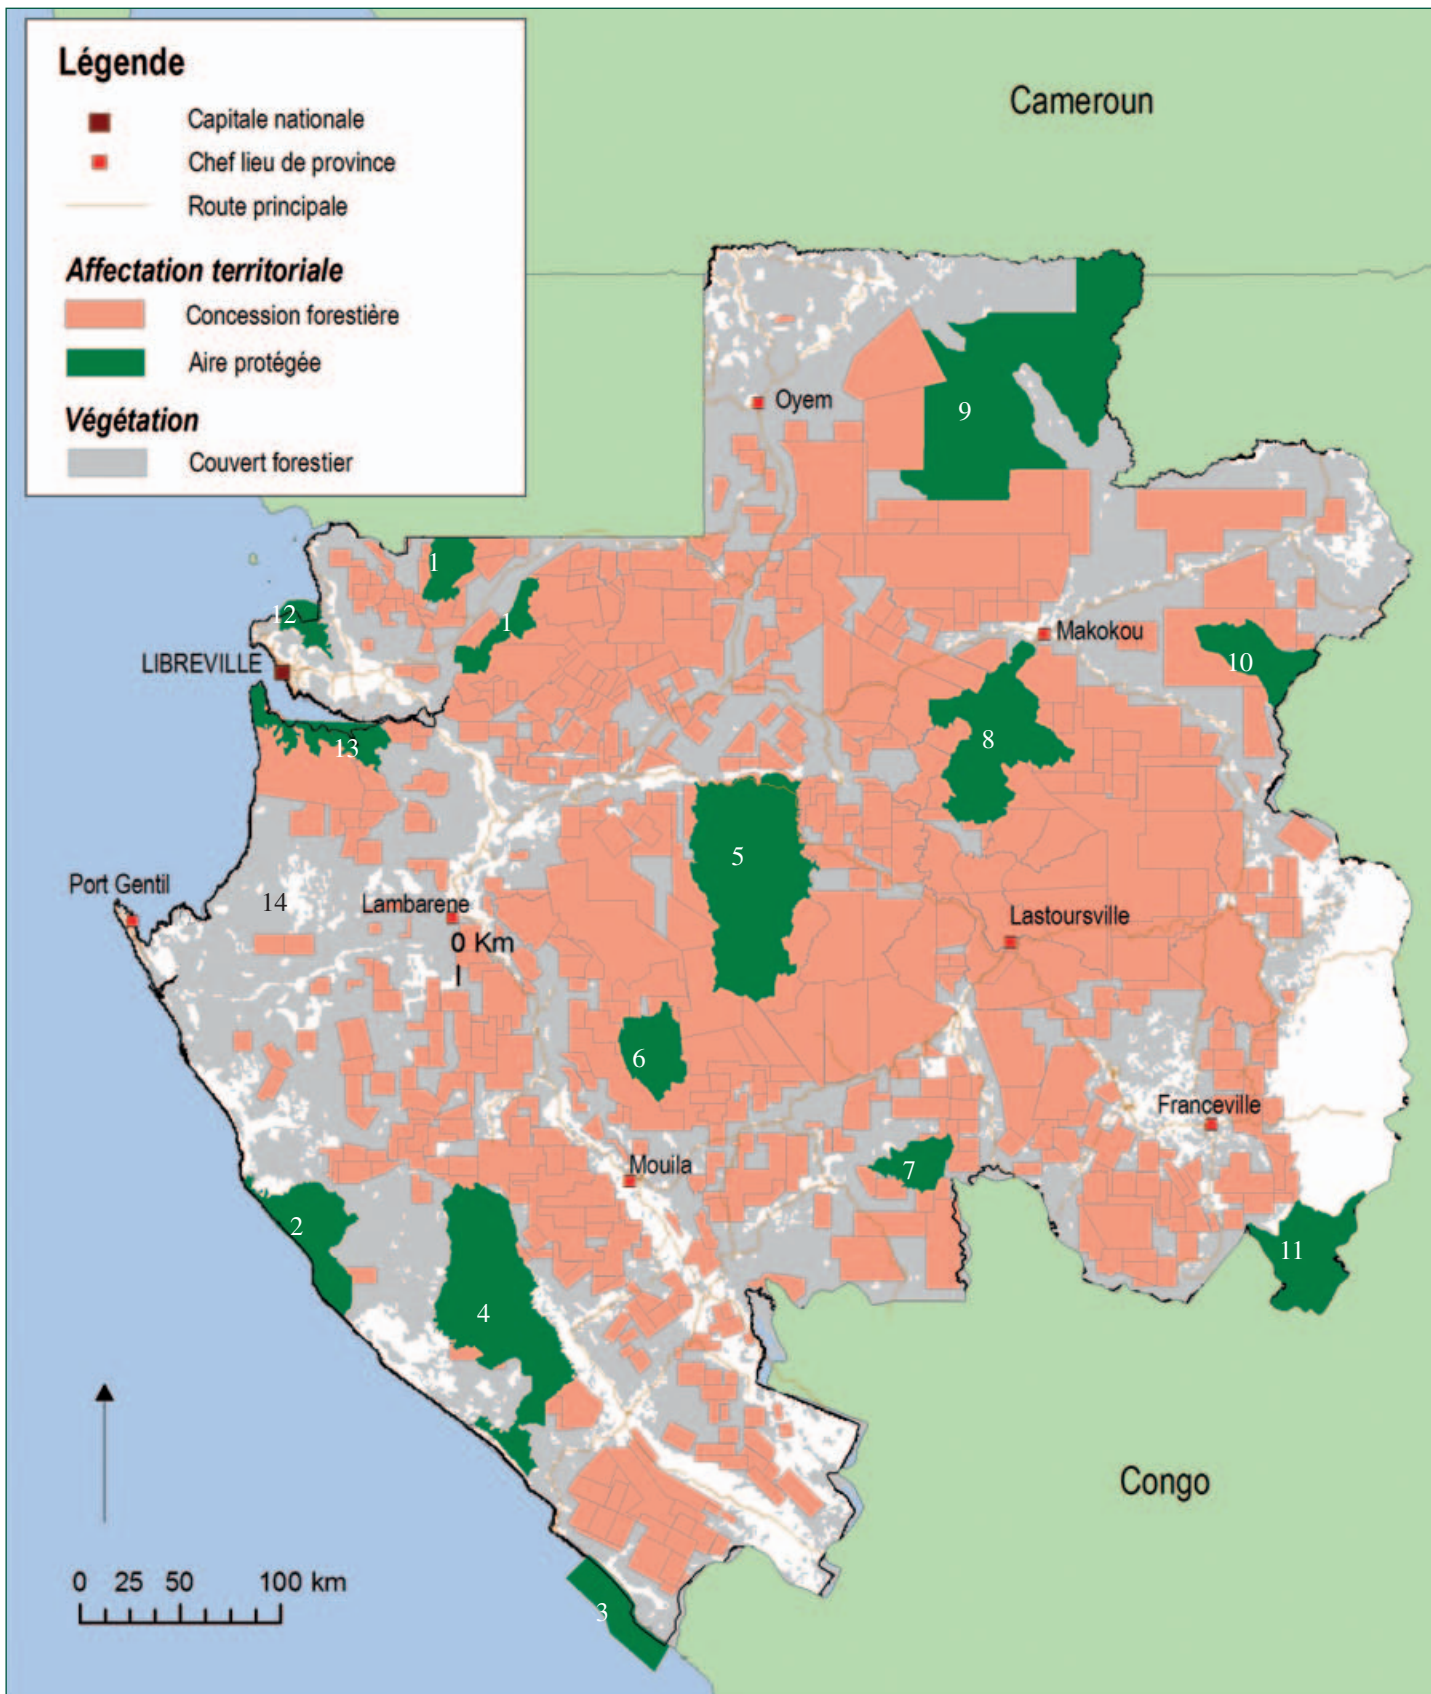 Légende
Capitale nationale
Chef lieu de province
Route principale
Affectation territoriale
Concession forestière
Aire protégée
Végétation
Couvert forestier
Cameroun
Oyem
9
1
1
12
LIBREVILLE
Makokou
10
13
8
5
Port Gentil
14
Lambarene
0 Km
Lastoursville
6
Franceville
Mouila
7
2
11
4
Congo
0 25 50 100 km
3